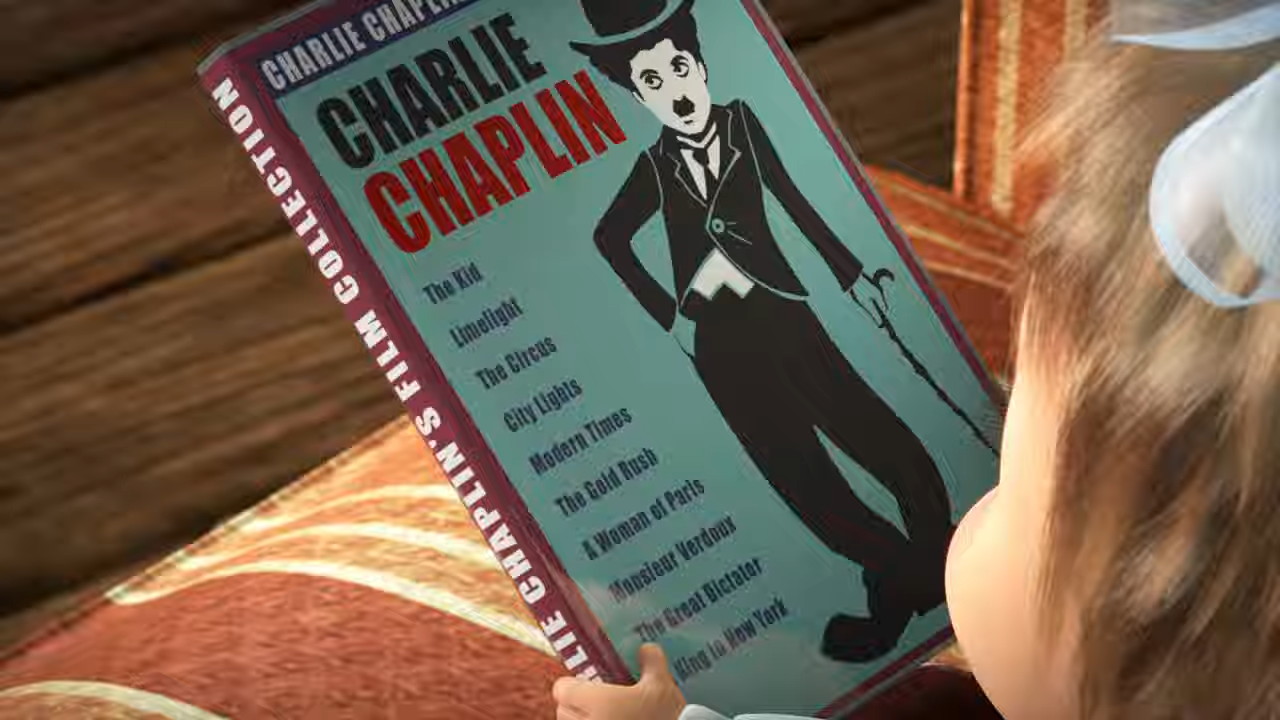 CHARLIE CHAPLIN
CHARLIE
CHAPLIN
The Kid
Limelight
The Circus
City Lights
Modern Times
The Gold Rush
A Woman of Paris
Monsieur Verdoux
The Great Dictator
King in New York
CHAPLIN'S FILM COLLECTION